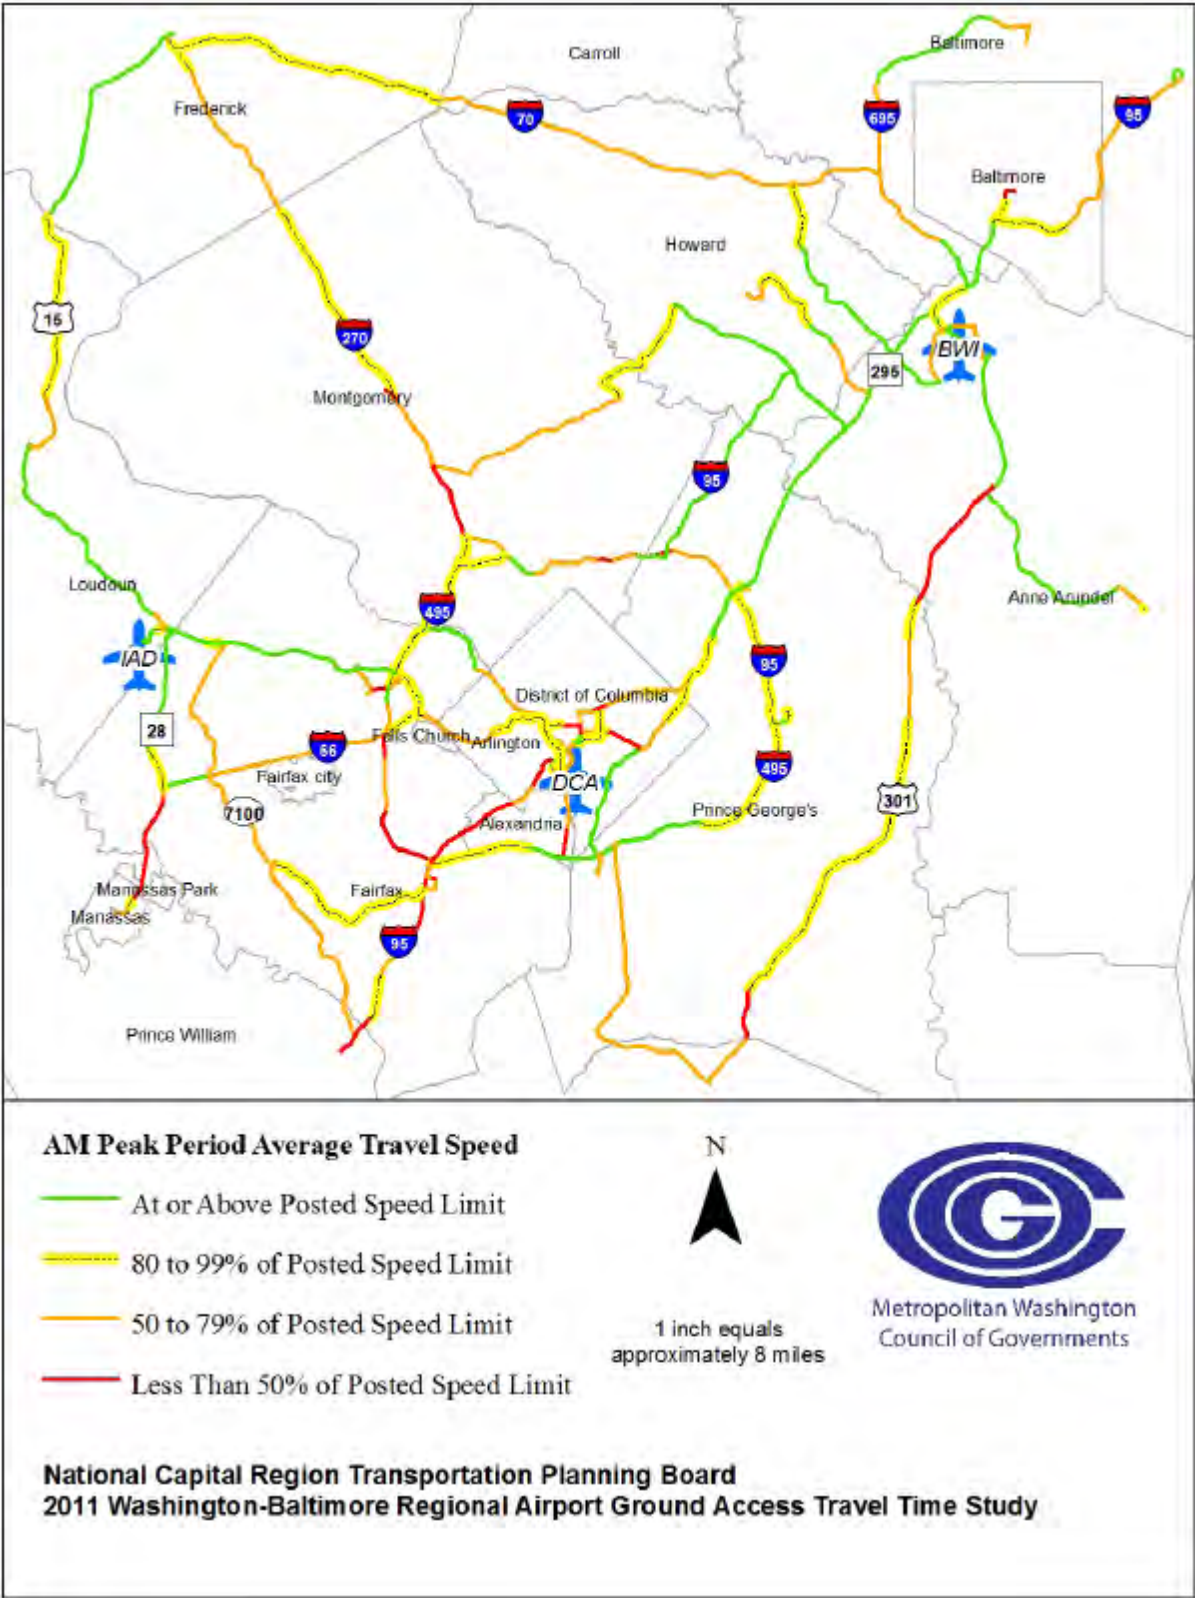 Carroll
Baltimore
Frederick
70
695
95
Baltimore
Howard
15
270
BWI
295
Montgomery
95
Loudoun
495
Anne Arundel
IAD
95
District of Columbia
28
66
Falls Church
Arlington
Fairfax city
DCA
495
7100
Alexandria
Prince George's
301
Manassas Park
Manassas
Fairfax
95
Prince William
AM Peak Period Average Travel Speed
At or Above Posted Speed Limit
80 to 99% of Posted Speed Limit
50 to 79% of Posted Speed Limit
Less Than 50% of Posted Speed Limit
N
1 inch equals
approximately 8 miles
Metropolitan Washington
Council of Governments
National Capital Region Transportation Planning Board
2011 Washington-Baltimore Regional Airport Ground Access Travel Time Study